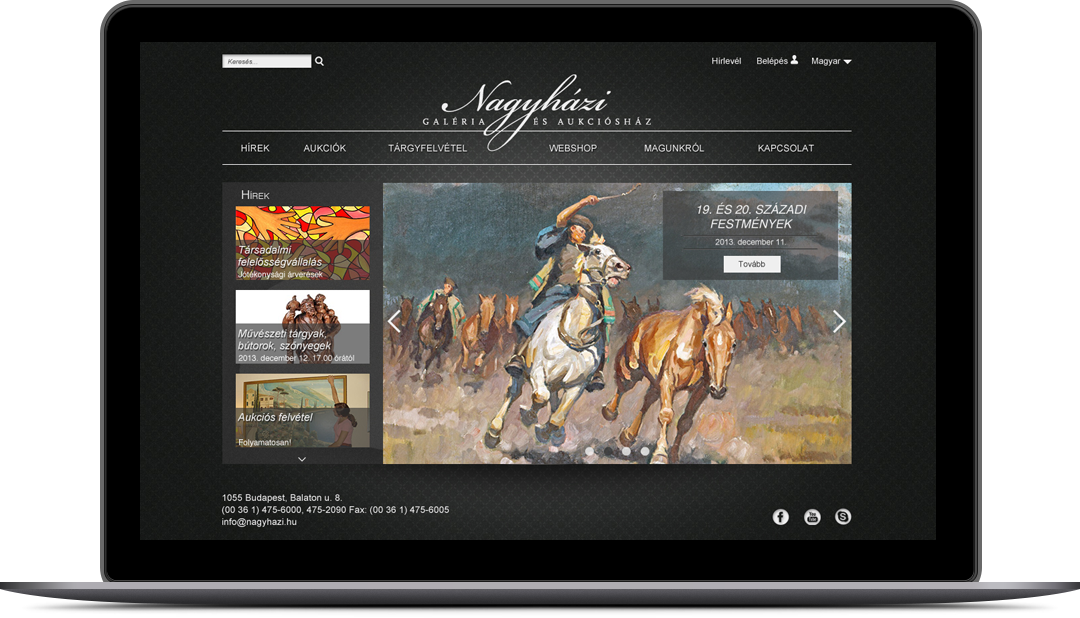 Keresés...
Hírlevél Belépés Magyar
Nagyházi
GALÉRIA ÉS AUKCIÓSHÁZ
HÍREK AUKCIÓK TÁRGYFELVÉTEL WEBSHOP MAGUNKRÓL KAPCSOLAT
HÍREK
Társadalmi
felelősségvállalás
Jótékonysági árverések
Művészeti tárgyak,
bútorok, szőnyegek
2013. december 12. 17.00 órától
Aukciós felvétel
Folyamatosan!
19. ÉS 20. SZÁZADI
FESTMÉNYEK
2013. december 11.
Tovább
1055 Budapest, Balaton u. 8.
(00 36 1) 475-6000, 475-2090 Fax: (00 36 1) 475-6005
info@nagyhazi.hu
You
Tube